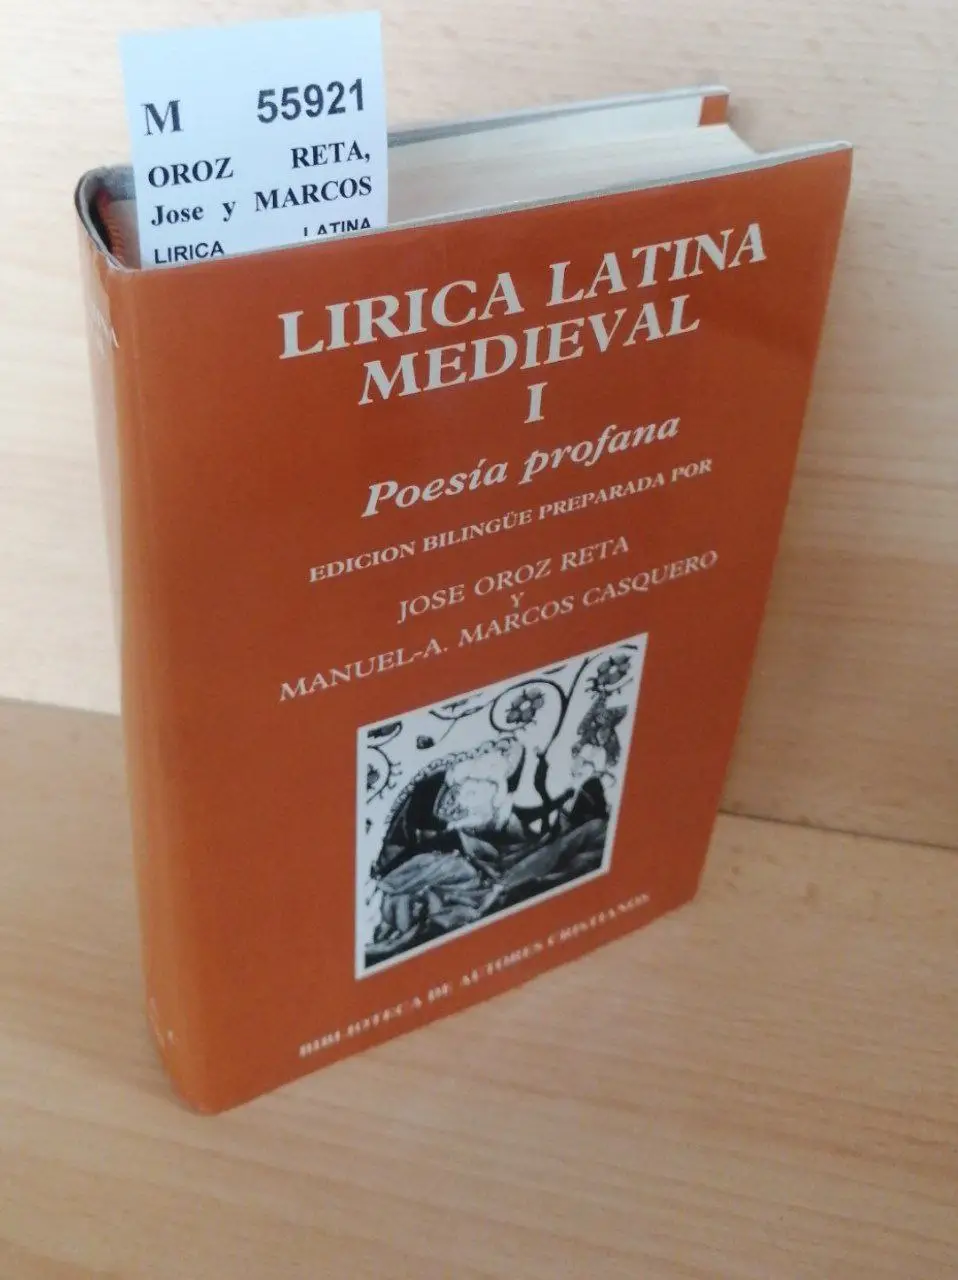 M 55921
OROZ RETA,
Jose y MARCOS
LIRICA LATINA
LIRICA LATINA
MEDIEVAL
I
Poesía profana
EDICION BILINGÜE PREPARADA POR
JOSE OROZ RETA
Y
MANUEL-A. MARCOS CASQUERO
BIBLIOTECA DE AUTORES CRISTIANOS